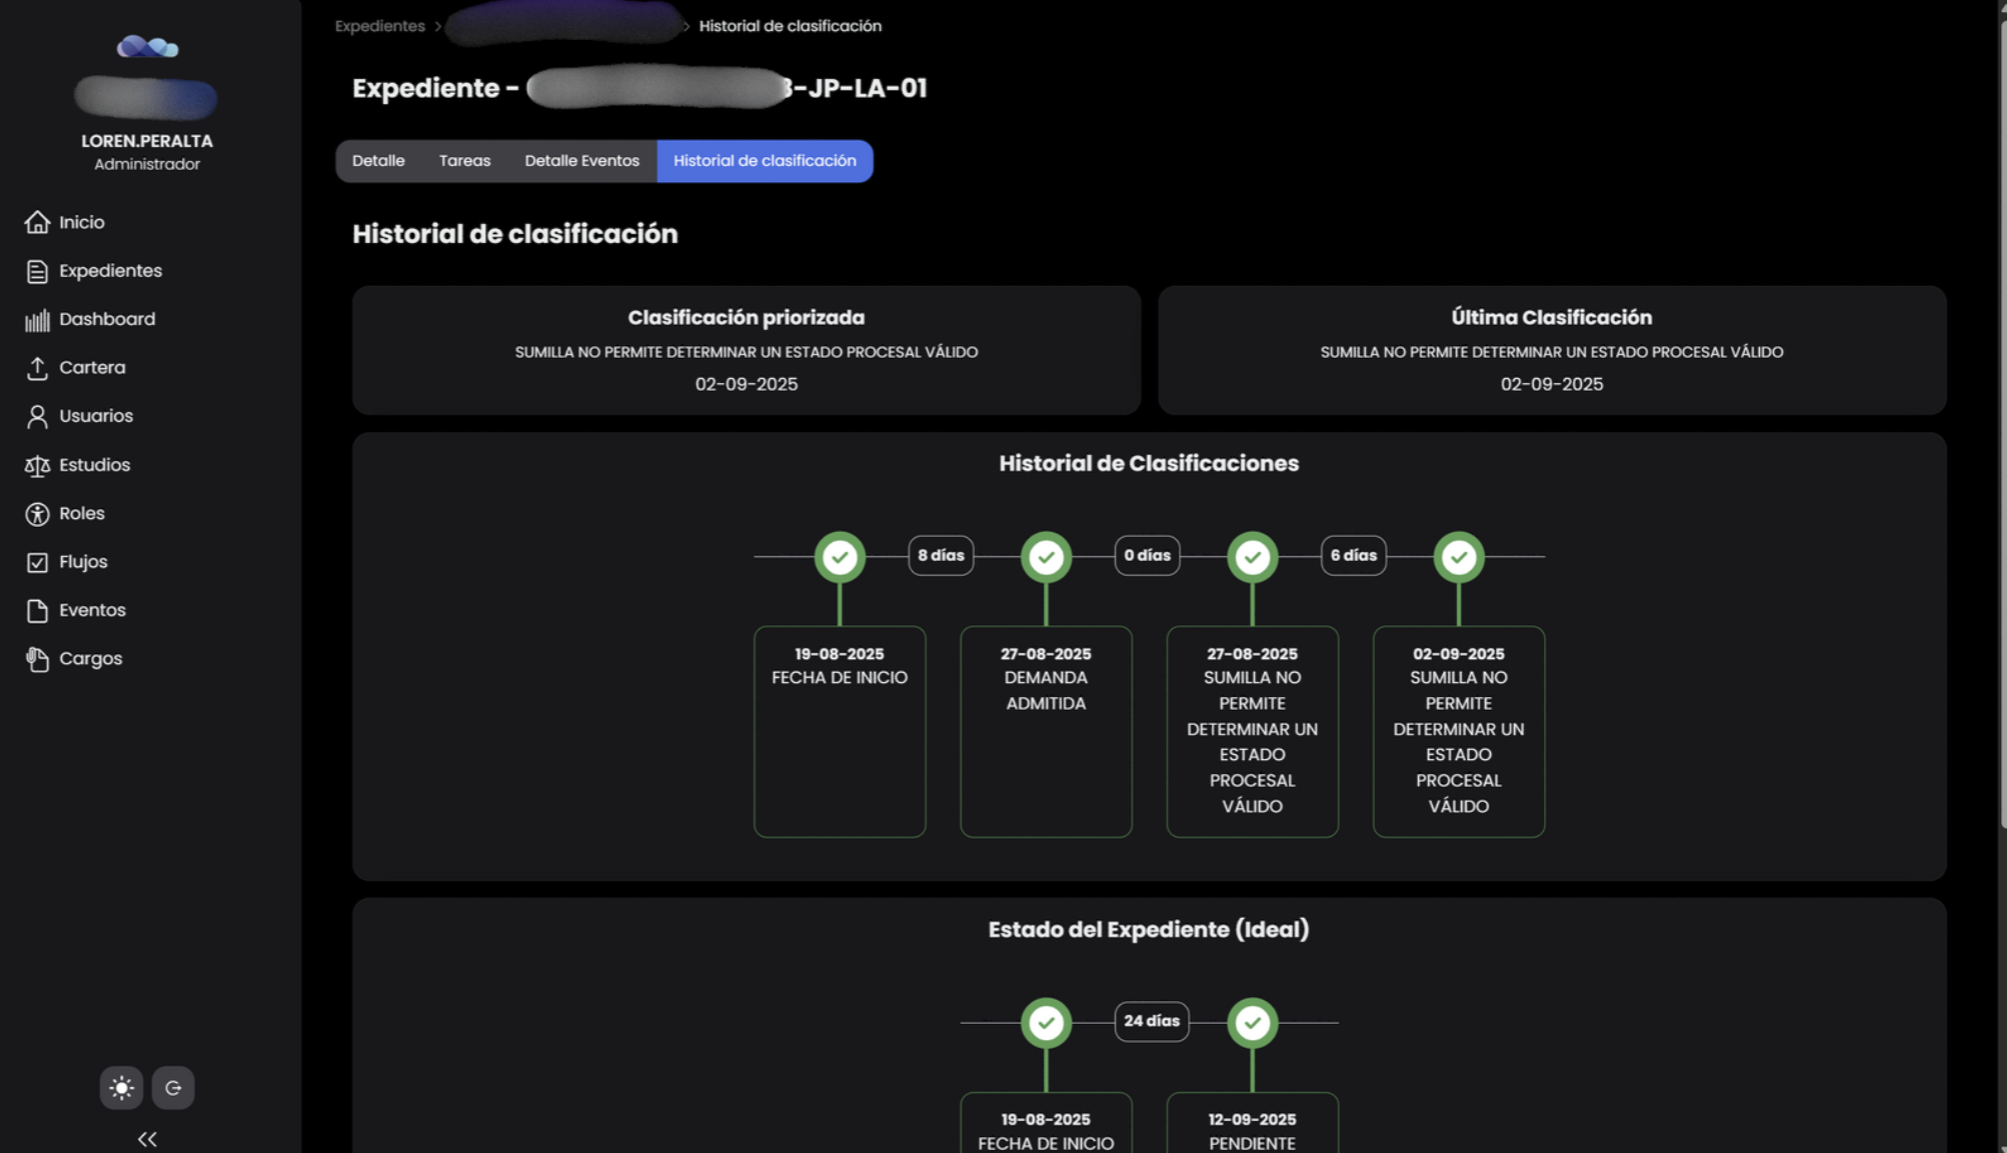 Expedientes > > Historial de clasificación
Expediente - 3-JP-LA-01
LOREN.PERALTA
Administrador
Inicio
Expedientes
Dashboard
Cartera
Usuarios
Estudios
Roles
Flujos
Eventos
Cargos
Detalle Tareas Detalle Eventos Historial de clasificación
Historial de clasificación
Clasificación priorizada
SUMILLA NO PERMITE DETERMINAR UN ESTADO PROCESAL VÁLIDO
02-09-2025
Última Clasificación
SUMILLA NO PERMITE DETERMINAR UN ESTADO PROCESAL VÁLIDO
02-09-2025
Historial de Clasificaciones
8 días 0 días 6 días
19-08-2025
FECHA DE INICIO
27-08-2025
DEMANDA
ADMITIDA
27-08-2025
SUMILLA NO
PERMITE
DETERMINAR UN
ESTADO
PROCESAL
VÁLIDO
02-09-2025
SUMILLA NO
PERMITE
DETERMINAR UN
ESTADO
PROCESAL
VÁLIDO
Estado del Expediente (Ideal)
24 días
19-08-2025
FECHA DE INICIO
12-09-2025
PENDIENTE